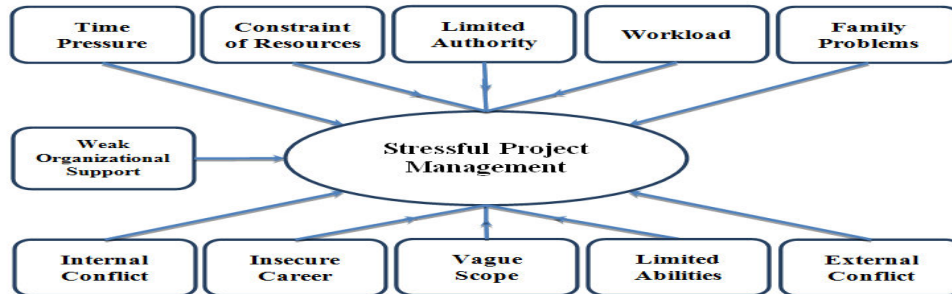 Time
Pressure
Constraint
of Resources
Limited
Authority
Workload
Family
Problems
Weak
Organizational
Support
Stressful Project
Management
Internal
Conflict
Insecure
Career
Vague
Scope
Limited
Abilities
External
Conflict